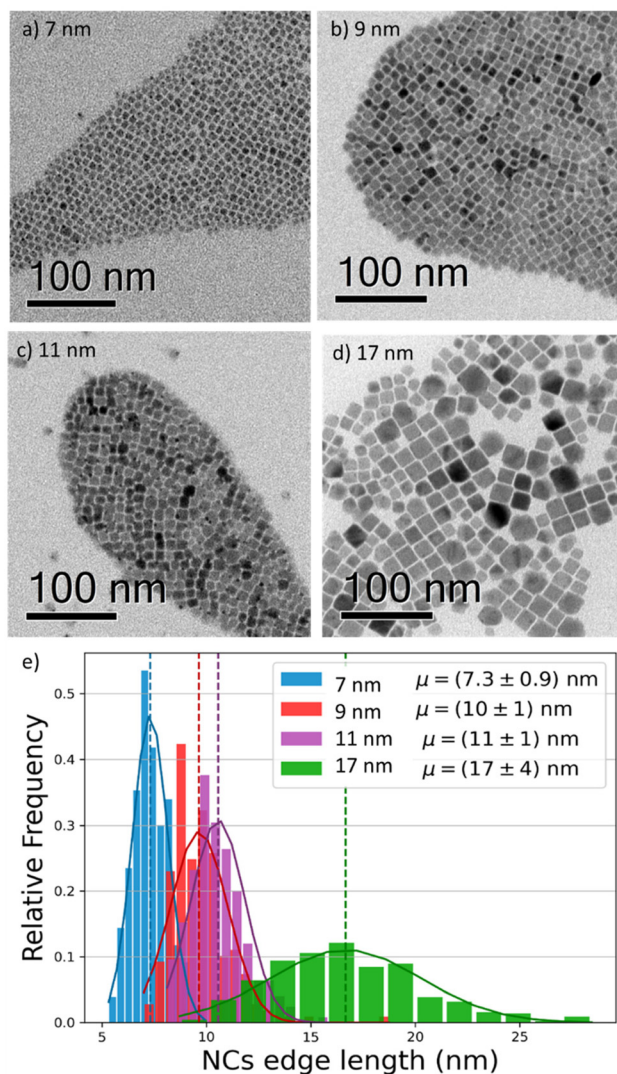 a) 7 nm
100 nm
b) 9 nm
100 nm
c) 11 nm
100 nm
d) 17 nm
100 nm
e)
7 nm μ = (7.3 ± 0.9) nm
9 nm μ = (10 ± 1) nm
11 nm μ = (11 ± 1) nm
17 nm μ = (17 ± 4) nm
Relative Frequency
0.5
0.4
0.3
0.2
0.1
0.0
5 10 15 20 25
NCs edge length (nm)